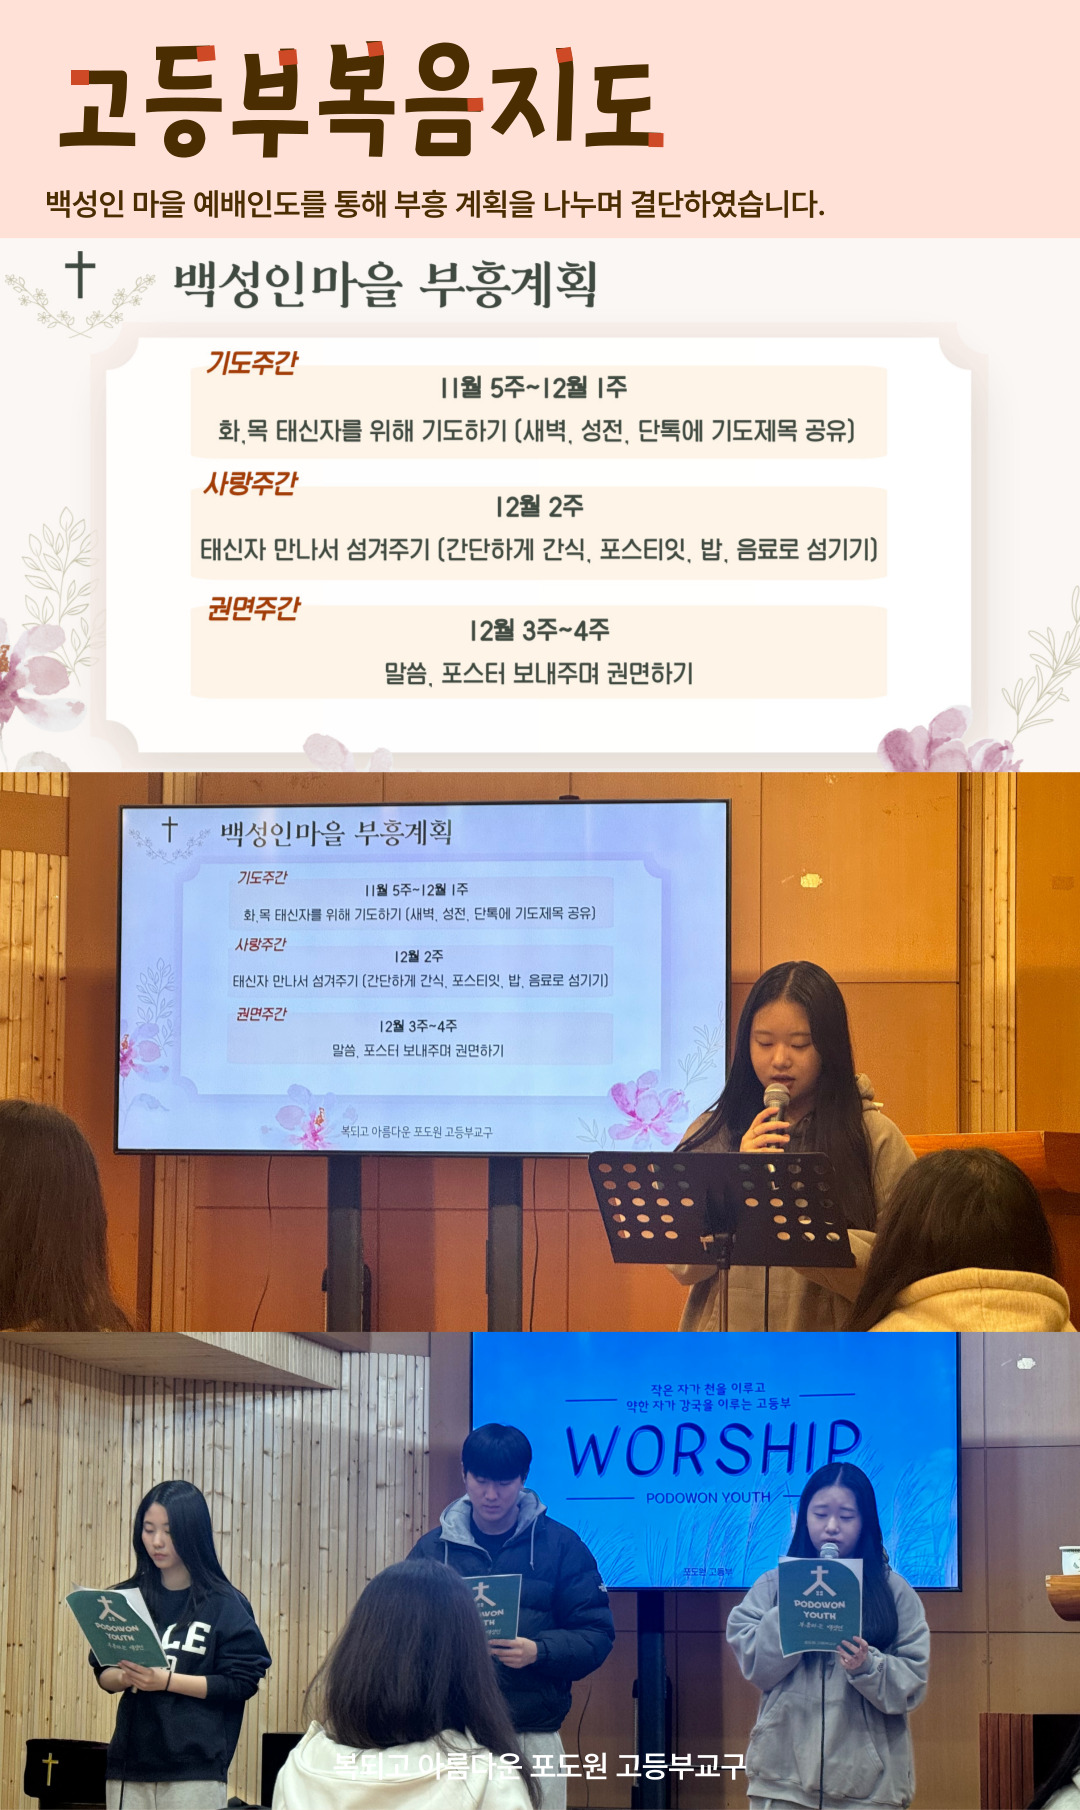 고등부복음지도
백성인 마을 예배인도를 통해 부흥 계획을 나누며 결단하였습니다.
백성인마을 부흥계획
기도주간
11월 5주~12월 1주
화,목 태신자를 위해 기도하기 (새벽, 성전, 단톡에 기도제목 공유)
사랑주간
12월 2주
태신자 만나서 섬겨주기 (간단하게 간식, 포스티잇, 밥, 음료로 섬기기)
권면주간
12월 3주~4주
말씀, 포스터 보내주며 권면하기
백성인마을 부흥계획
기도주간
11월 5주~12월 1주
화,목 태신자를 위해 기도하기 (새벽, 성전, 단톡에 기도제목 공유)
사랑주간
12월 2주
태신자 만나서 섬겨주기 (간단하게 간식, 포스티잇, 밥, 음료로 섬기기)
권면주간
12월 3주~4주
말씀, 포스터 보내주며 권면하기
복되고 아름다운 포도원 고등부교구
작은 자가 천을 이루고
약한 자가 강국을 이루는 고등부
WORSHIP
PODOWON YOUTH
포도원 고등부
PODOWON
YOUTH
LE
WON
TH
PODOWON
YOUTH
복되고 아름다운 포도원 고등부교구